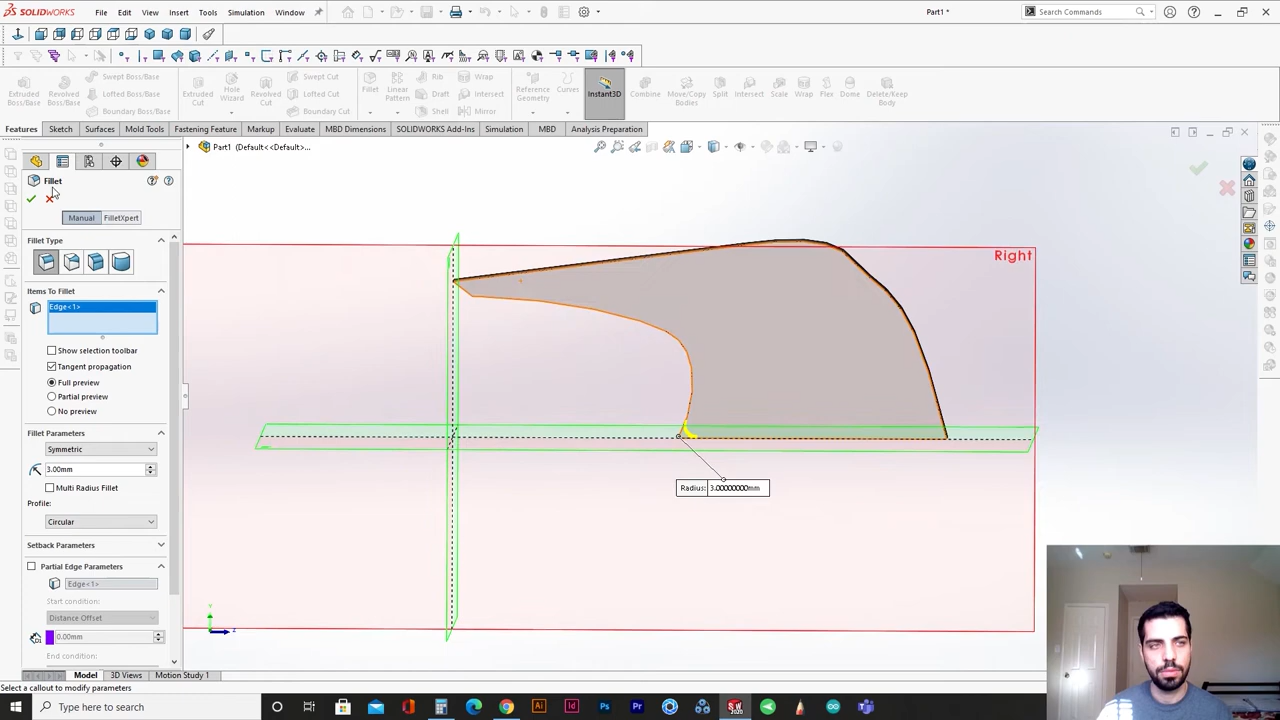 SOLIDWORKS File Edit View Insert Tools Simulation Window Part1 * Search Commands
Extruded Boss/Base Revolved Boss/Base Swept Boss/Base Lofted Boss/Base Boundary Boss/Base Extruded Cut Hole Wizard Revolved Cut Swept Cut Lofted Cut Boundary Cut Fillet Linear Pattern Rib Draft Shell Wrap Intersect Mirror Reference Geometry Curves Instant3D Combine Move/Copy Bodies Split Intersect Scale Wrap Flex Dome Delete/Keep Body
Features Sketch Surfaces Mold Tools Fastening Feature Markup Evaluate MBD Dimensions SOLIDWORKS Add-Ins Simulation MBD Analysis Preparation
Part1 (Default<<Default>...
Fillet
Manual FilletXpert
Fillet Type
Items To Fillet
Edge<1>
Show selection toolbar
Tangent propagation
Full preview
Partial preview
No preview
Fillet Parameters
Symmetric
3.00mm
Multi Radius Fillet
Profile:
Circular
Setback Parameters
Partial Edge Parameters
Edge<1>
Start condition:
Distance Offset
0.00mm
End condition:
Right
Radius: 3.00000000mm
Y
Z
Model 3D Views Motion Study 1
Select a callout to modify parameters
Type here to search